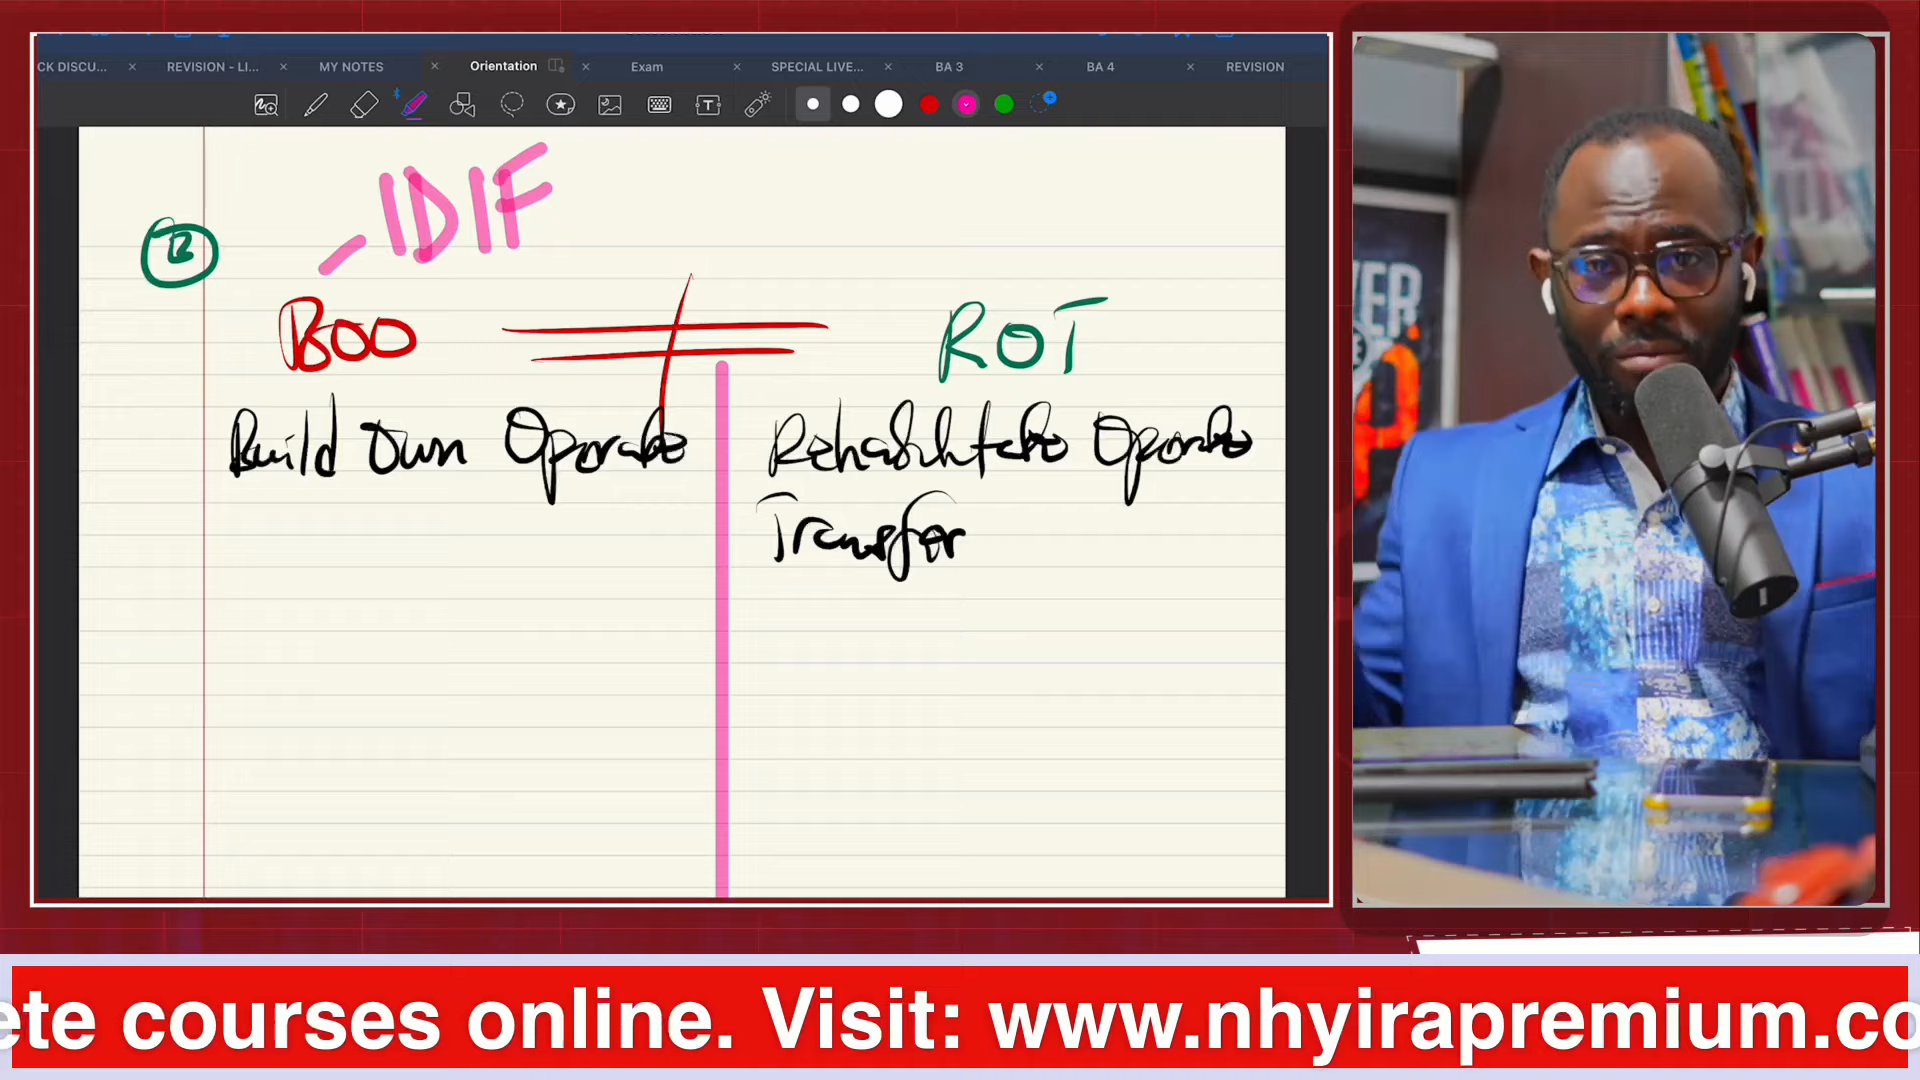 CK DISCU... × REVISION - LI... × MY NOTES × Orientation × Exam × SPECIAL LIVE... × BA 3 × BA 4 × REVISION
T
- IDIF
B
BOO ROT
Build Own Operate
Rehabilitate Operate
Transfer
ete courses online. Visit: www.nhyirapremium.co